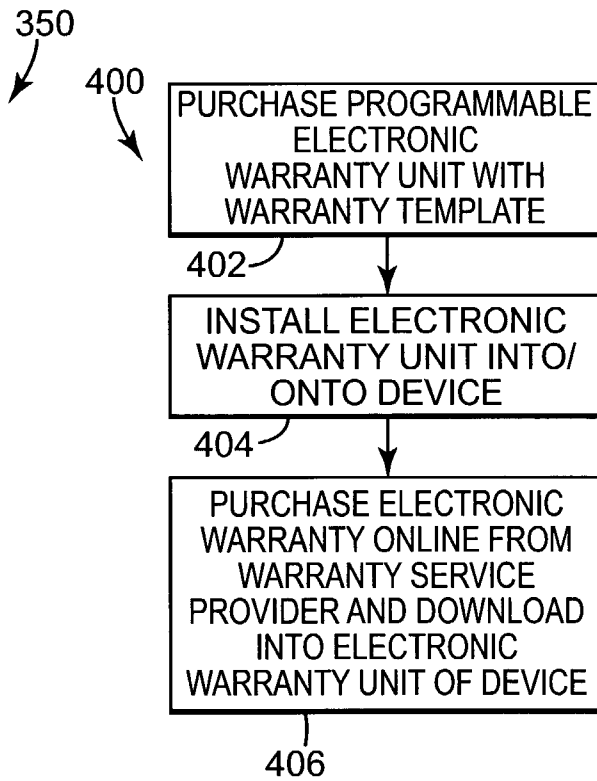 350
400
PURCHASE PROGRAMMABLE
ELECTRONIC
WARRANTY UNIT WITH
WARRANTY TEMPLATE
402
INSTALL ELECTRONIC
WARRANTY UNIT INTO/
ONTO DEVICE
404
PURCHASE ELECTRONIC
WARRANTY ONLINE FROM
WARRANTY SERVICE
PROVIDER AND DOWNLOAD
INTO ELECTRONIC
WARRANTY UNIT OF DEVICE
406